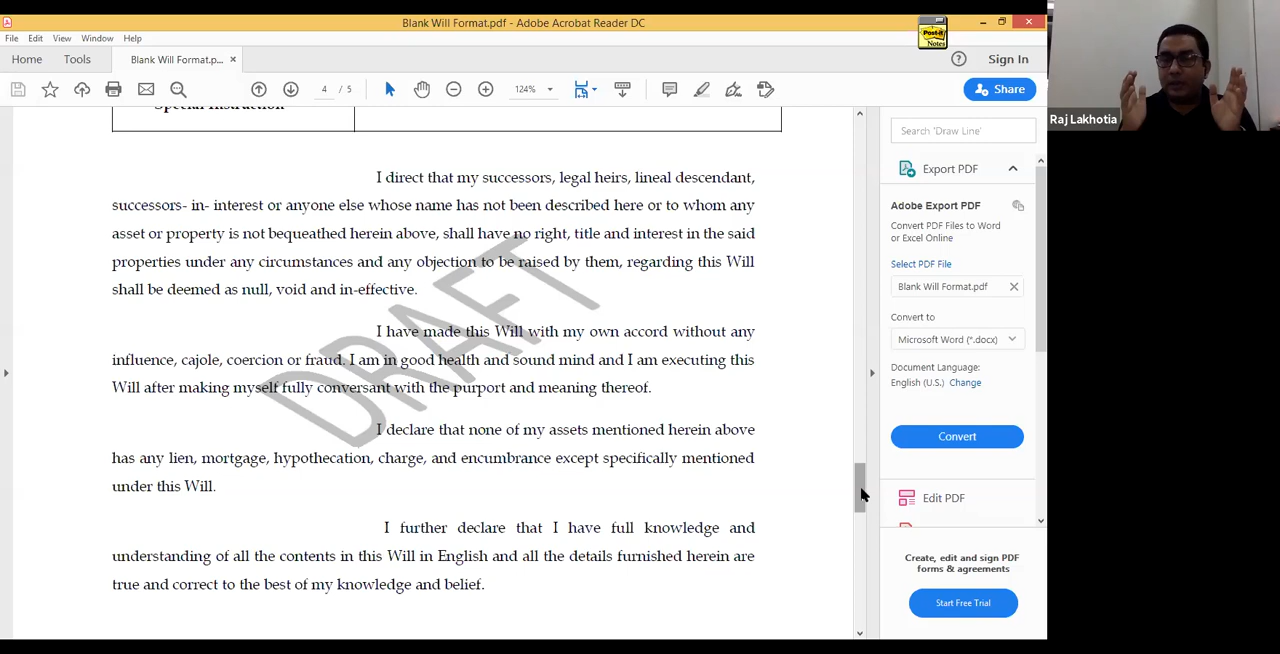 Blank Will Format.pdf - Adobe Acrobat Reader DC
Post-it
Notes
File Edit View Window Help
Home Tools Blank Will Format.p... × Sign In
4 / 5 124% Share
Raj Lakhotia
Special Instruction
I direct that my successors, legal heirs, lineal descendant,
successors- in- interest or anyone else whose name has not been described here or to whom any
asset or property is not bequeathed herein above, shall have no right, title and interest in the said
properties under any circumstances and any objection to be raised by them, regarding this Will
shall be deemed as null, void and in-effective.
I have made this Will with my own accord without any
influence, cajole, coercion or fraud. I am in good health and sound mind and I am executing this
Will after making myself fully conversant with the purport and meaning thereof.
I declare that none of my assets mentioned herein above
has any lien, mortgage, hypothecation, charge, and encumbrance except specifically mentioned
under this Will.
I further declare that I have full knowledge and
understanding of all the contents in this Will in English and all the details furnished herein are
true and correct to the best of my knowledge and belief.
DRAFT
Search 'Draw Line'
Export PDF
Adobe Export PDF
Convert PDF Files to Word
or Excel Online
Select PDF File
Blank Will Format.pdf
Convert to
Microsoft Word (*.docx)
Document Language:
English (U.S.) Change
Convert
Edit PDF
Create, edit and sign PDF
forms & agreements
Start Free Trial